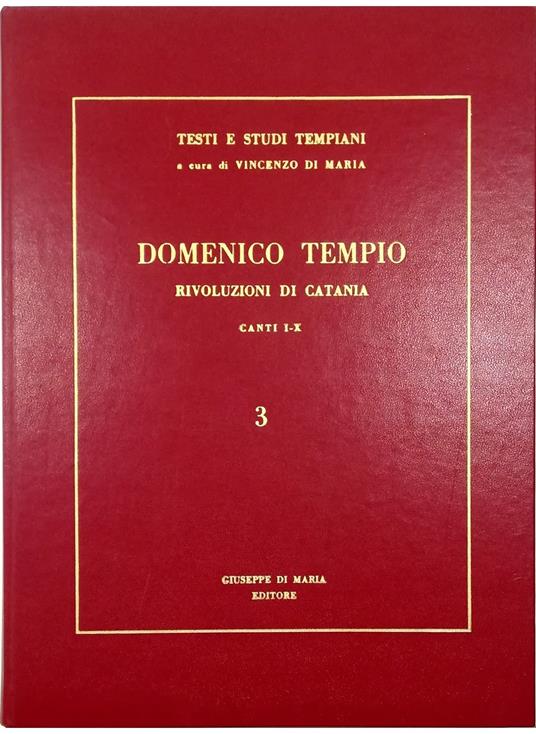 TESTI E STUDI TEMPIANI
a cura di VINCENZO DI MARIA
DOMENICO TEMPIO
RIVOLUZIONI DI CATANIA
CANTI I-X
3
GIUSEPPE DI MARIA
EDITORE